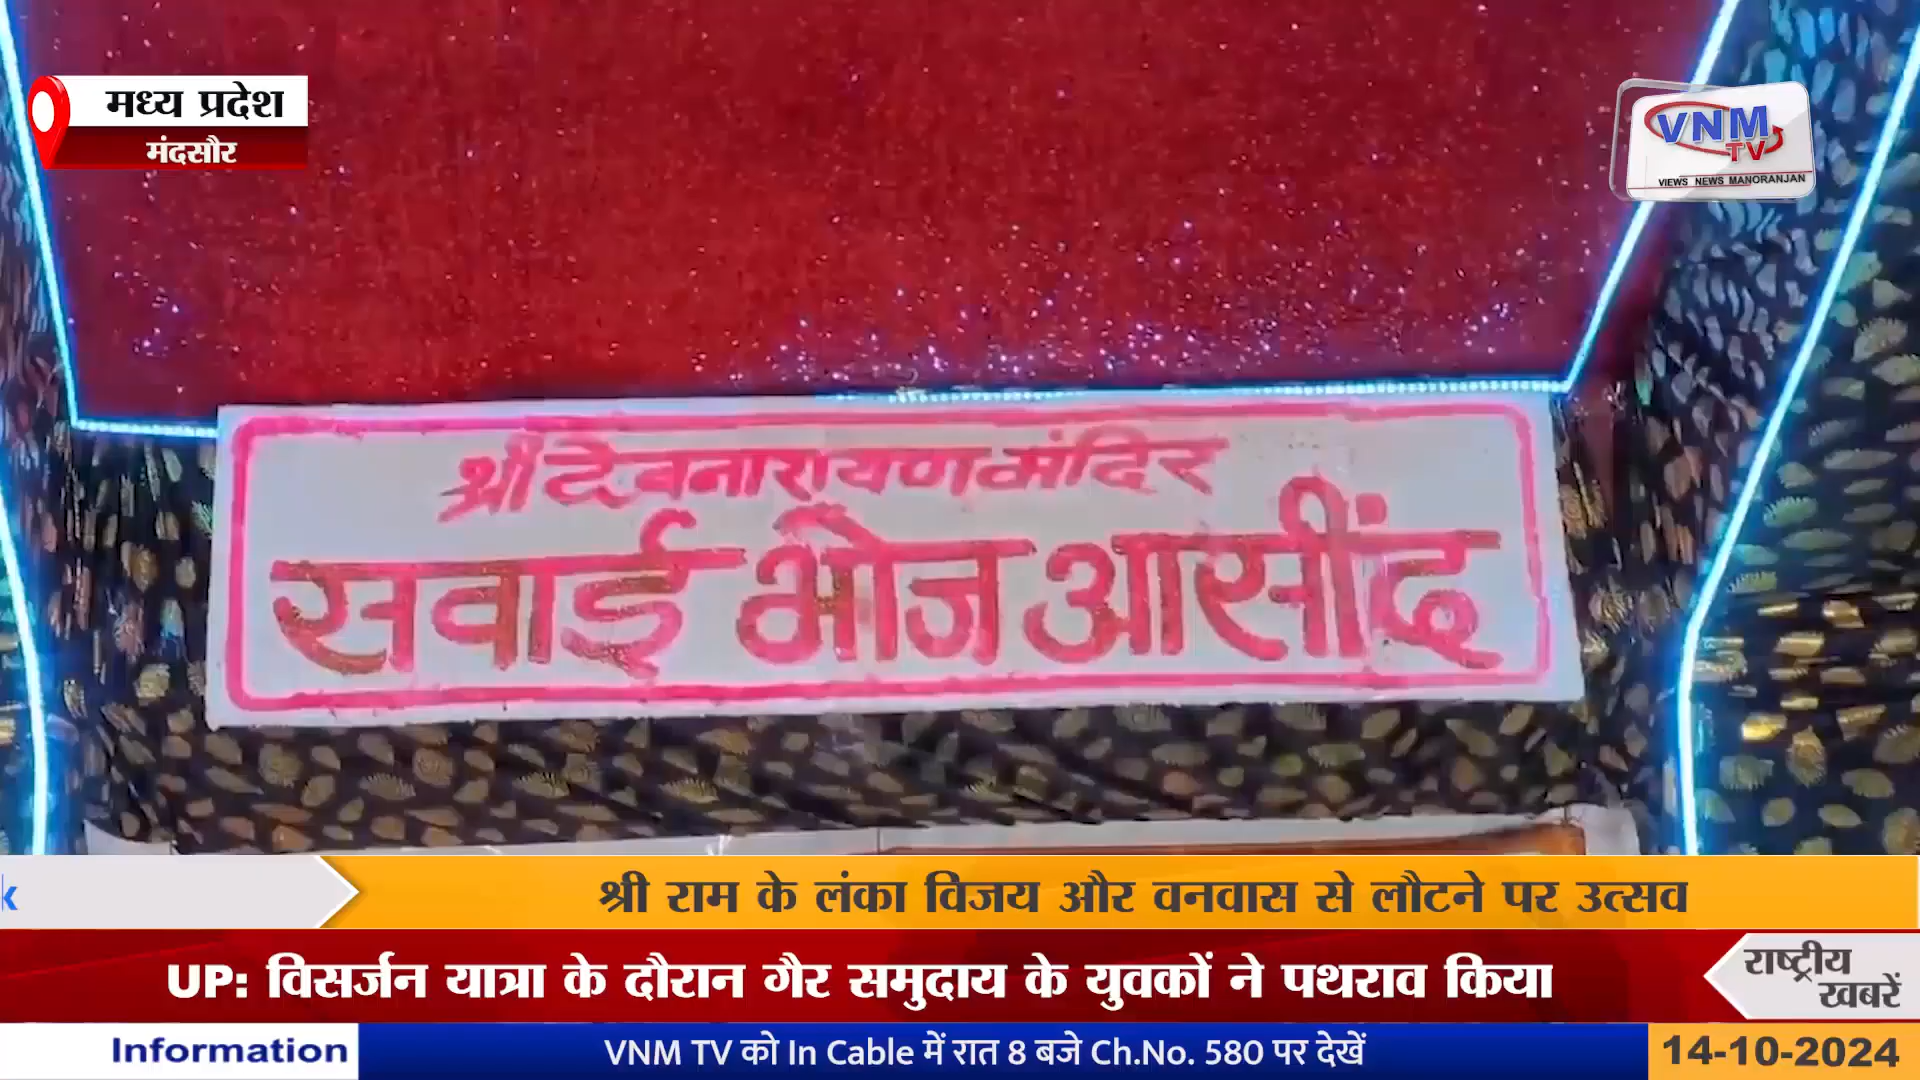 मध्य प्रदेश
मंदसौर
VNM
TV
VIEWS NEWS MANORANJAN
श्री देवनारायण मंदिर
सवाई भोज आसींद
k
श्री राम के लंका विजय और वनवास से लौटने पर उत्सव
UP: विसर्जन यात्रा के दौरान गैर समुदाय के युवकों ने पथराव किया
राष्ट्रीय
खबरें
Information
VNM TV को In Cable में रात 8 बजे Ch.No. 580 पर देखें
14-10-2024